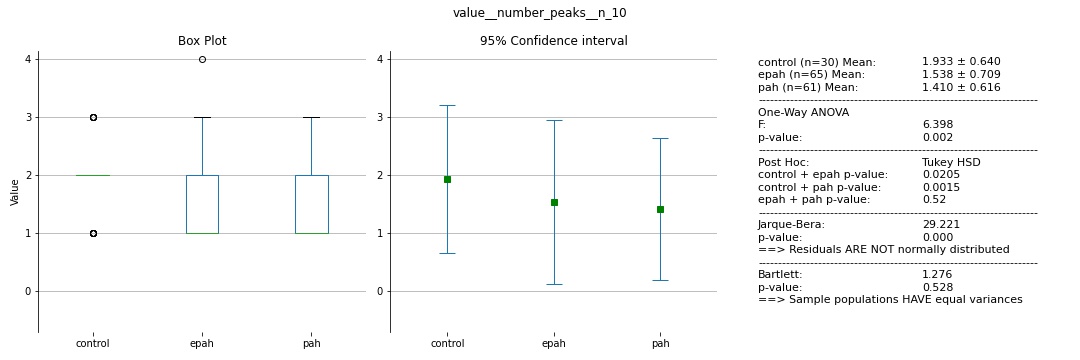 value__number_peaks__n_10
Box Plot
4
3
2
1
0
Value
control epah pah
95% Confidence interval
4
3
2
1
0
control epah pah
control (n=30) Mean: 1.933 ± 0.640
epah (n=65) Mean: 1.538 ± 0.709
pah (n=61) Mean: 1.410 ± 0.616
One-Way ANOVA
F: 6.398
p-value: 0.002
Post Hoc: Tukey HSD
control + epah p-value: 0.0205
control + pah p-value: 0.0015
epah + pah p-value: 0.52
Jarque-Bera: 29.221
p-value: 0.000
==> Residuals ARE NOT normally distributed
Bartlett: 1.276
p-value: 0.528
==> Sample populations HAVE equal variances